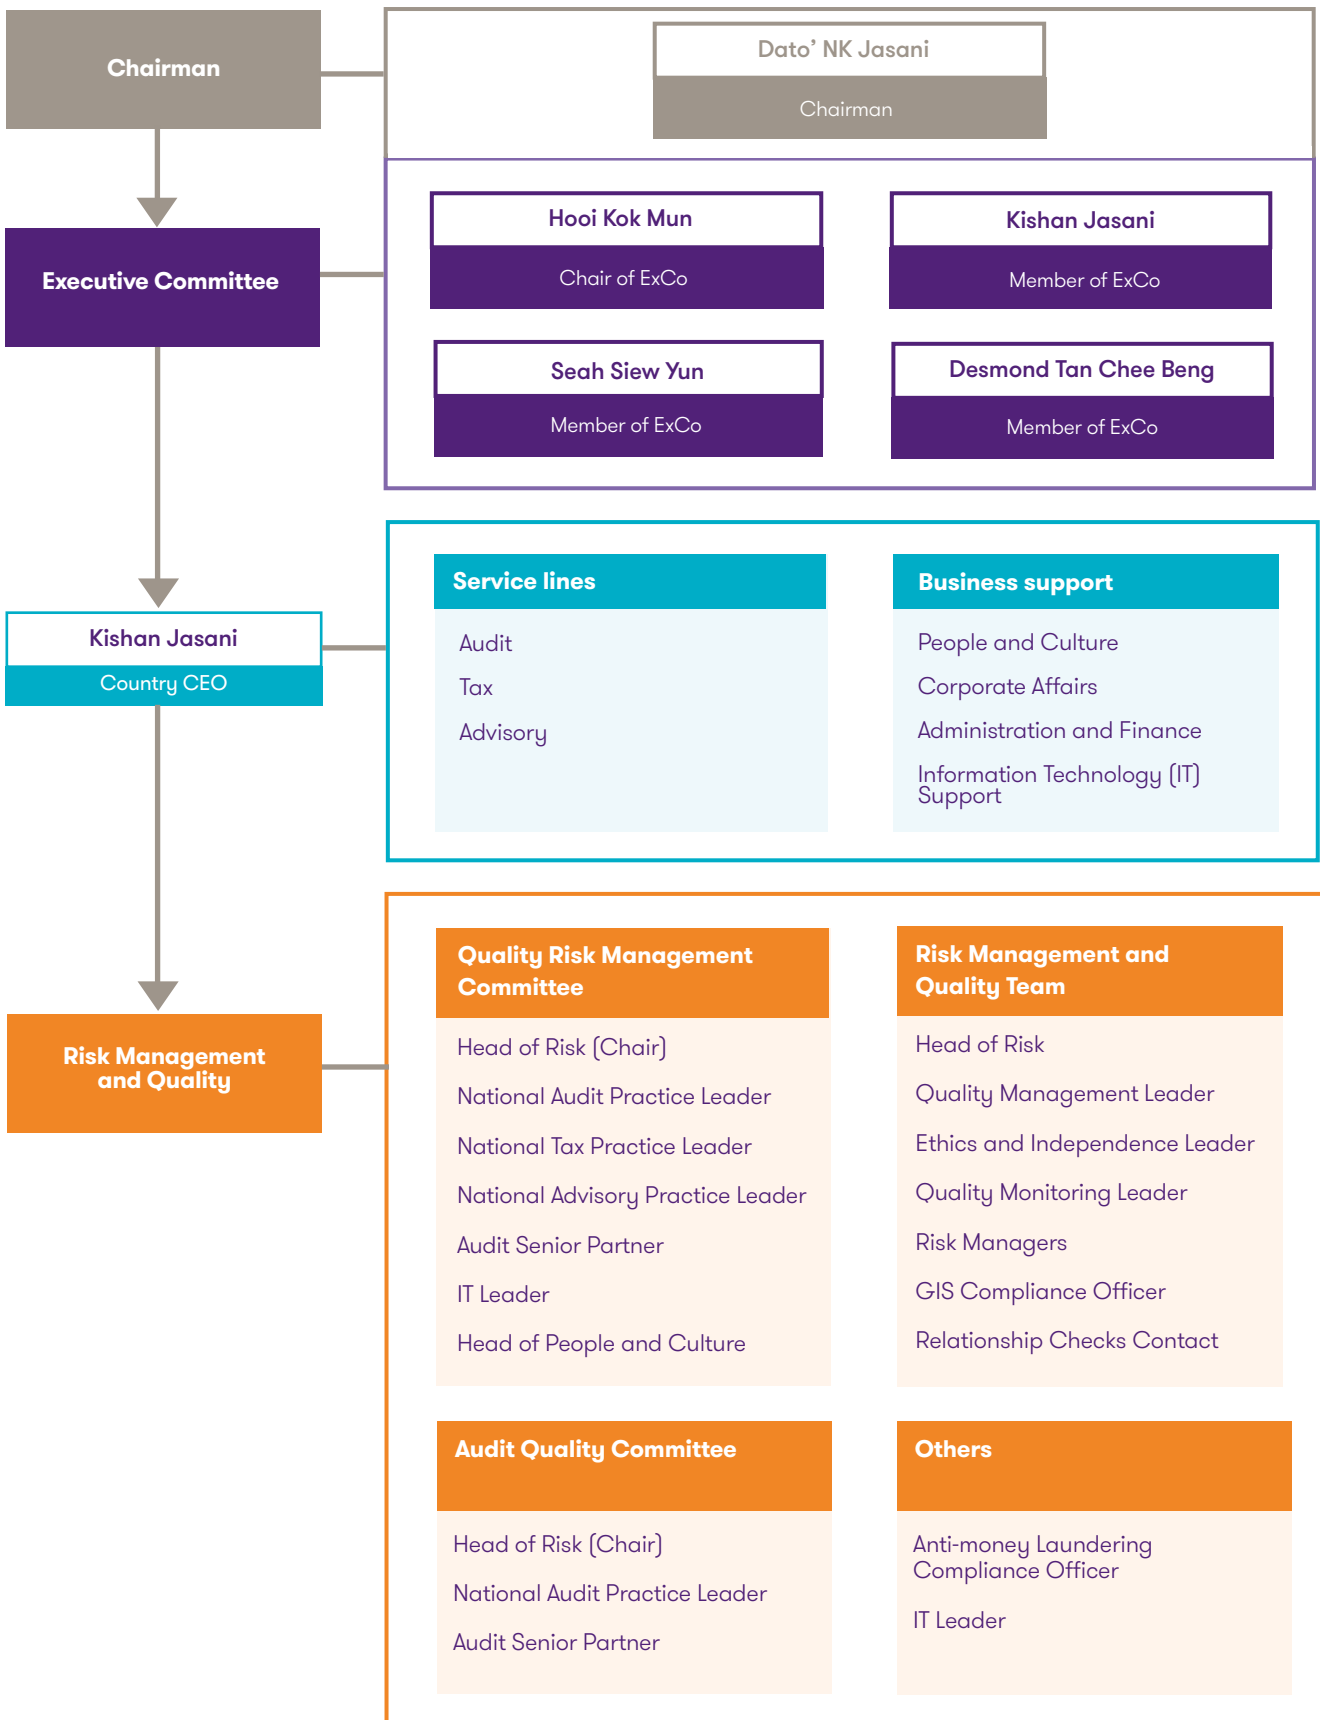 Chairman
Dato’ NK Jasani
Chairman
Executive Committee
Hooi Kok Mun
Chair of ExCo
Kishan Jasani
Member of ExCo
Seah Siew Yun
Member of ExCo
Desmond Tan Chee Beng
Member of ExCo
Kishan Jasani
Country CEO
Service lines
Audit
Tax
Advisory
Business support
People and Culture
Corporate Affairs
Administration and Finance
Information Technology (IT)
Support
Risk Management
and Quality
Quality Risk Management
Committee
Head of Risk (Chair)
National Audit Practice Leader
National Tax Practice Leader
National Advisory Practice Leader
Audit Senior Partner
IT Leader
Head of People and Culture
Risk Management and
Quality Team
Head of Risk
Quality Management Leader
Ethics and Independence Leader
Quality Monitoring Leader
Risk Managers
GIS Compliance Officer
Relationship Checks Contact
Audit Quality Committee
Head of Risk (Chair)
National Audit Practice Leader
Audit Senior Partner
Others
Anti-money Laundering
Compliance Officer
IT Leader